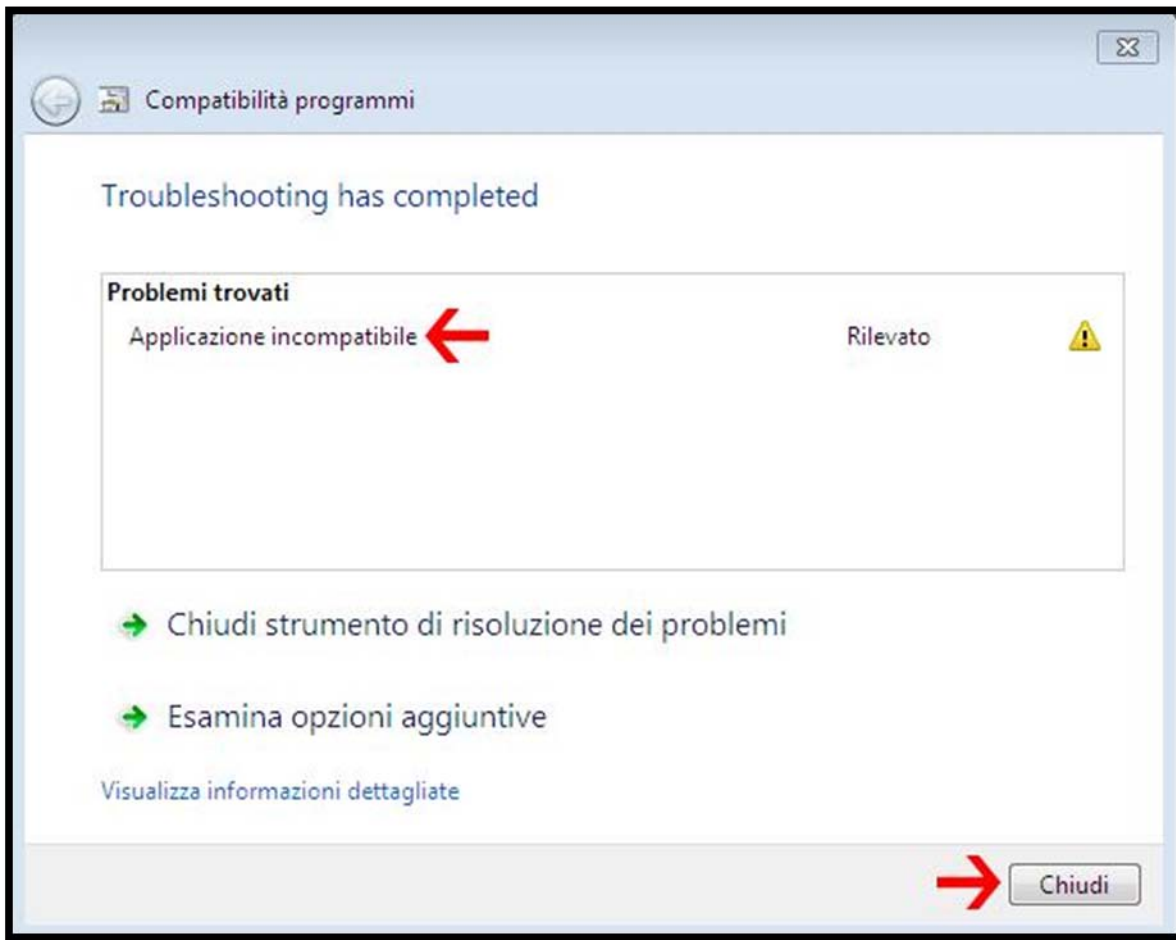 Compatibilità programmi
Troubleshooting has completed
Problemi trovati
Applicazione incompatibile Rilevato
Chiudi strumento di risoluzione dei problemi
Esamina opzioni aggiuntive
Visualizza informazioni dettagliate
Chiudi